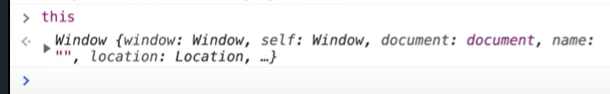 > this
Window {window: Window, self: Window, document: document, name:
"", location: Location, …}
>